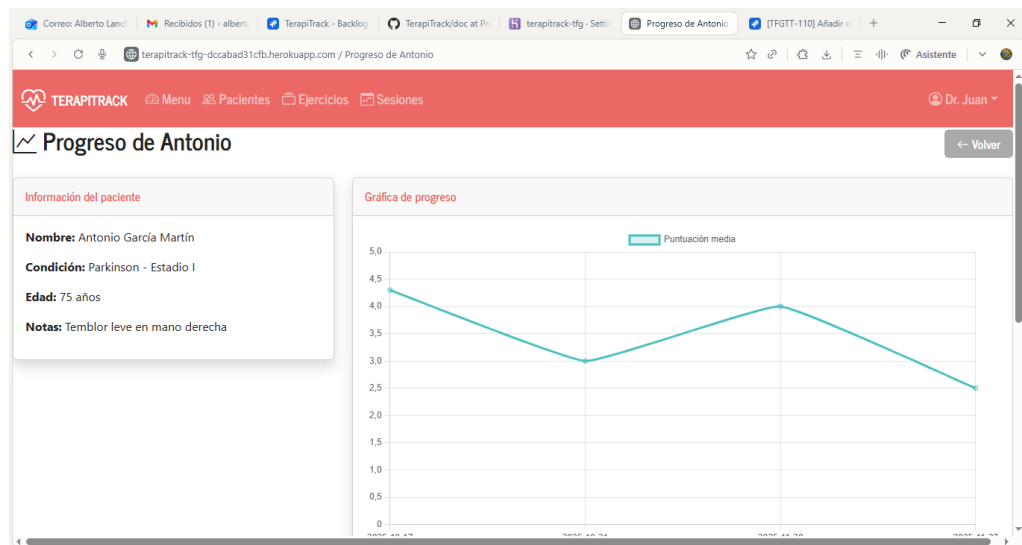 Correo: Alberto Lanch
Recibidos (1) - albert
TerapiTrack - Backlog
TerapiTrack/doc at Pr
terapitrack-tfg - Setti
Progreso de Antonio
[TFGTT-110] Añadir e
terapitrack-tfg-dccabad31cfb.herokuapp.com / Progreso de Antonio
Asistente
TERAPITRACK
Menu
Pacientes
Ejercicios
Sesiones
Dr. Juan
Progreso de Antonio
← Volver
Información del paciente
Nombre: Antonio García Martín
Condición: Parkinson - Estadio I
Edad: 75 años
Notas: Temblor leve en mano derecha
Gráfica de progreso
Puntuación media
5,0
4,5
4,0
3,5
3,0
2,5
2,0
1,5
1,0
0,5
0